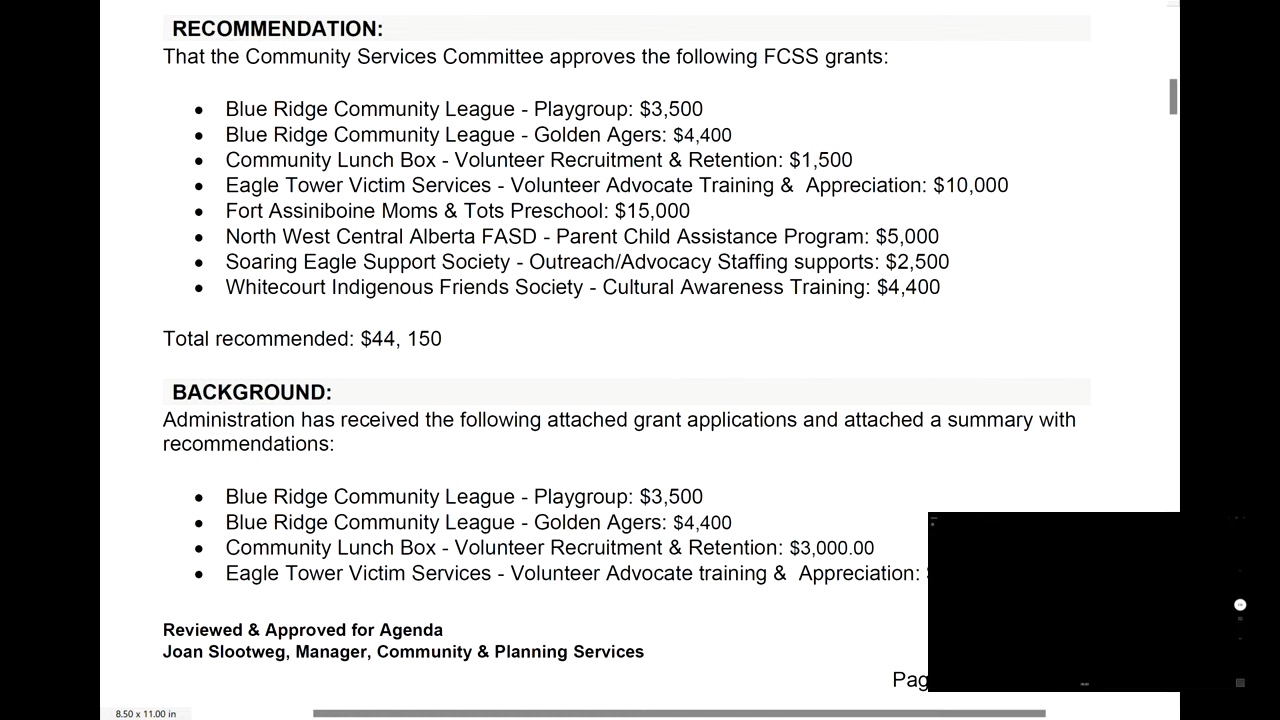 RECOMMENDATION:
That the Community Services Committee approves the following FCSS grants:
• Blue Ridge Community League - Playgroup: $3,500
• Blue Ridge Community League - Golden Agers: $4,400
• Community Lunch Box - Volunteer Recruitment & Retention: $1,500
• Eagle Tower Victim Services - Volunteer Advocate Training &  Appreciation: $10,000
• Fort Assiniboine Moms & Tots Preschool: $15,000
• North West Central Alberta FASD - Parent Child Assistance Program: $5,000
• Soaring Eagle Support Society - Outreach/Advocacy Staffing supports: $2,500
• Whitecourt Indigenous Friends Society - Cultural Awareness Training: $4,400
Total recommended: $44, 150
BACKGROUND:
Administration has received the following attached grant applications and attached a summary with
recommendations:
• Blue Ridge Community League - Playgroup: $3,500
• Blue Ridge Community League - Golden Agers: $4,400
• Community Lunch Box - Volunteer Recruitment & Retention: $3,000.00
• Eagle Tower Victim Services - Volunteer Advocate training &  Appreciation:
Reviewed & Approved for Agenda
Joan Slootweg, Manager, Community & Planning Services
Pag
8.50 x 11.00 in